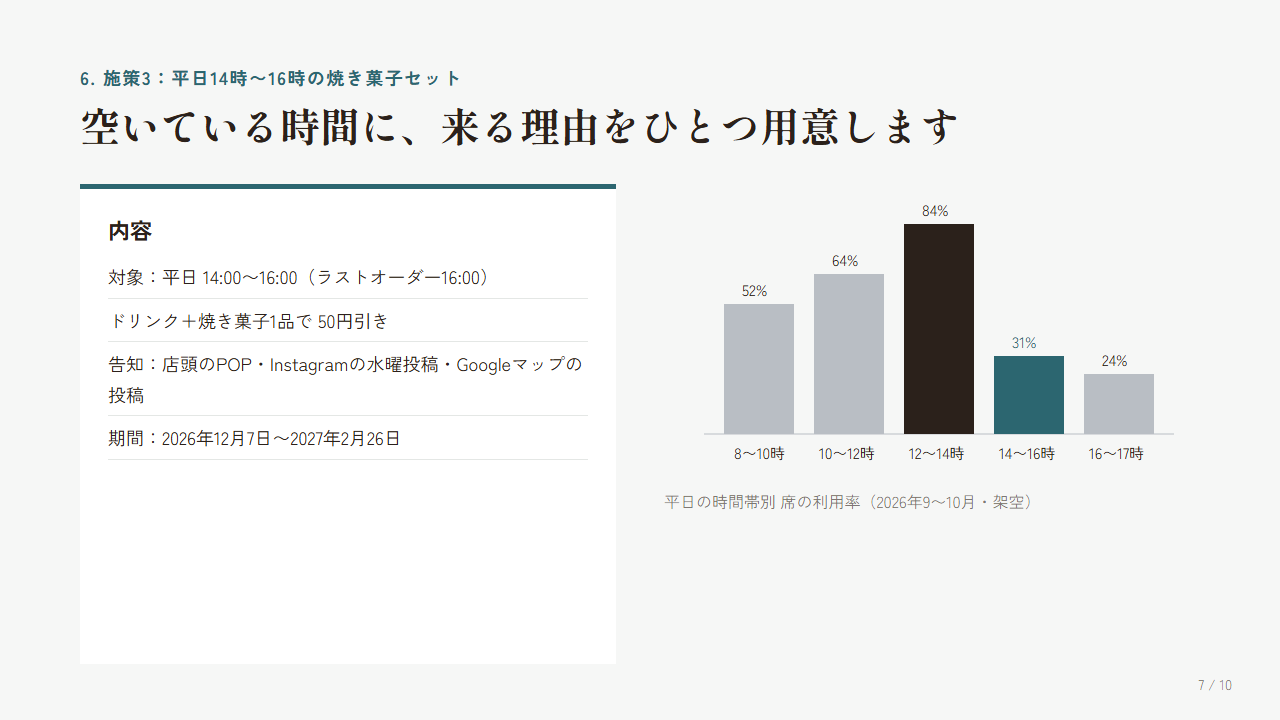 6. 施策3：平日14時〜16時の焼き菓子セット
空いている時間に、来る理由をひとつ用意します
内容
対象：平日 14:00〜16:00（ラストオーダー16:00）
ドリンク＋焼き菓子1品で 50円引き
告知：店頭のPOP・Instagramの水曜投稿・Googleマップの
投稿
期間：2026年12月7日〜2027年2月26日
52%
64%
84%
31%
24%
8〜10時
10〜12時
12〜14時
14〜16時
16〜17時
平日の時間帯別 席の利用率（2026年9〜10月・架空）
7 / 10